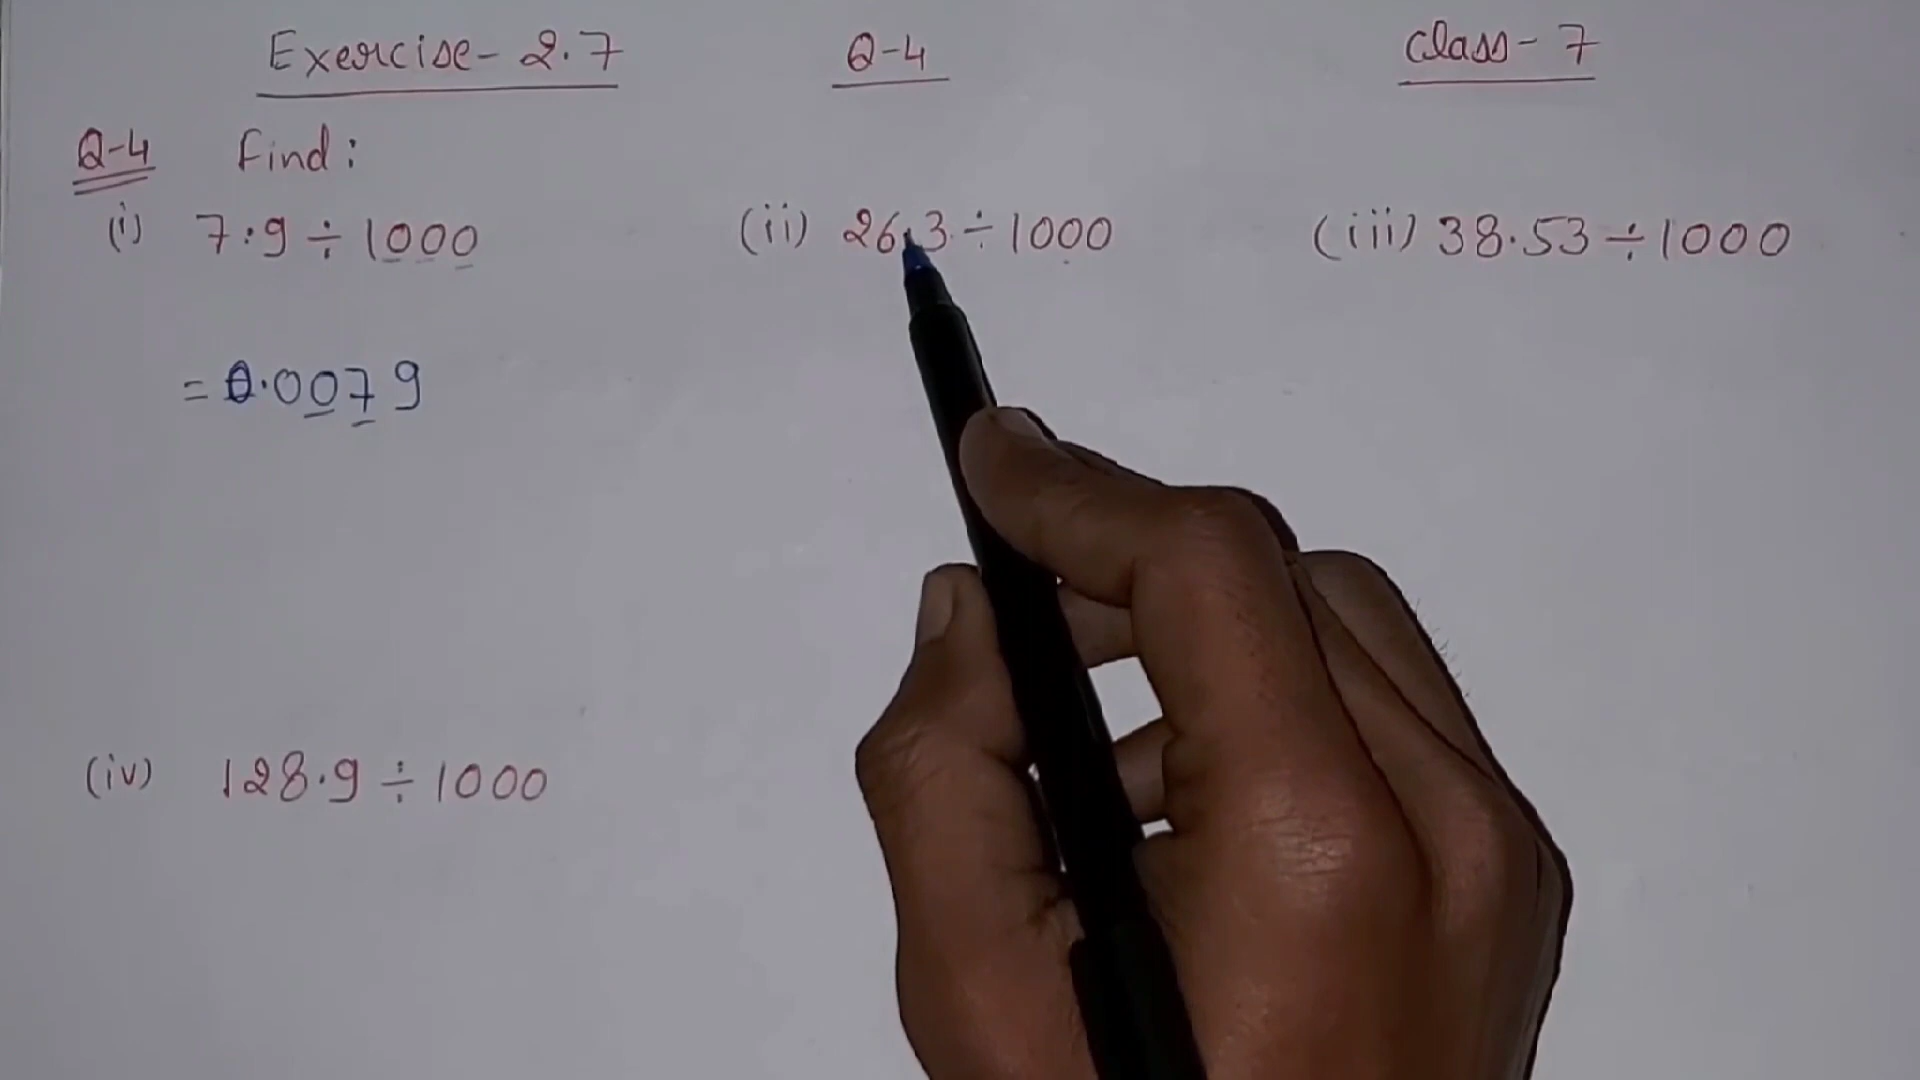 Exercise-2.7 Q-4 Class-7
Q-4 Find:
(i) 7.9÷1000 (ii) 26.3÷1000 (iii) 38.53÷1000
=0.0079
(iv) 128.9÷1000